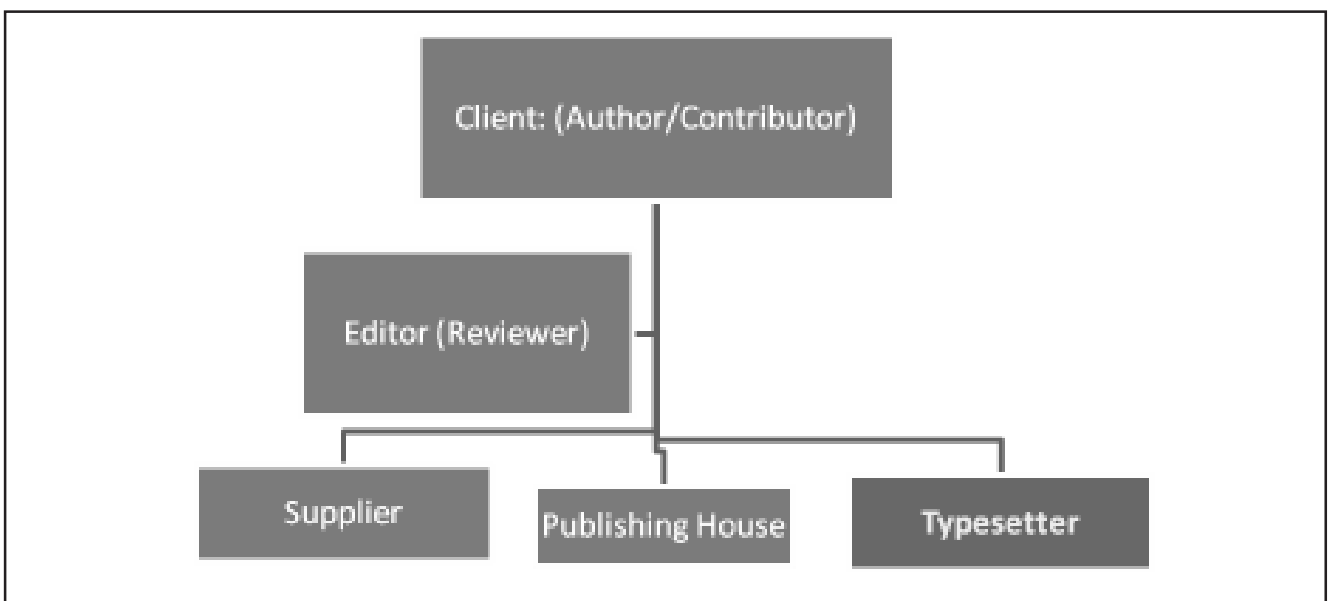 Client: (Author/Contributor)
Editor (Reviewer)
Supplier
Publishing House
Typesetter